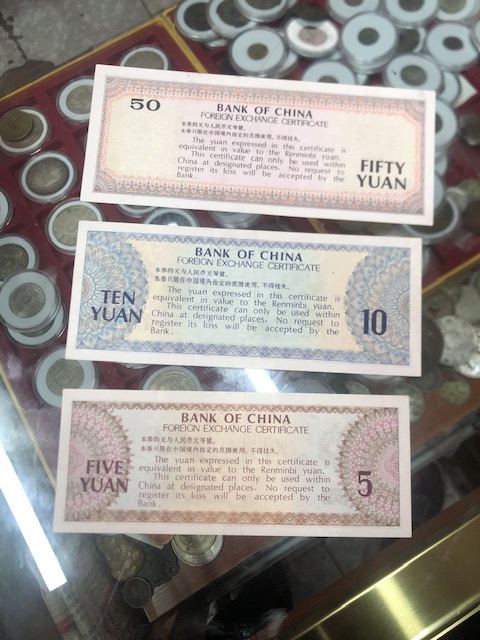 50
BANK OF CHINA
FOREIGN EXCHANGE CERTIFICATE
本券的元与人民币元等值。
本券只限在中国境内指定的范围使用，不得挂失。
The yuan expressed in this certificate is
equivalent in value to the Renminbi yuan.
This certificate can only be used within
China at designated places. No request to
register its loss will be accepted by the
Bank.
FIFTY
YUAN
BANK OF CHINA
FOREIGN EXCHANGE CERTIFICATE
本券的元与人民币元等值。
本券只限在中国境内指定的范围使用，不得挂失。
The yuan expressed in this certificate is
equivalent in value to the Renminbi yuan.
This certificate can only be used within
China at designated places. No request to
register its loss will be accepted by the
Bank.
TEN
YUAN
10
BANK OF CHINA
FOREIGN EXCHANGE CERTIFICATE
本券的元与人民币元等值。
本券只限在中国境内指定的范围使用，不得挂失。
The yuan expressed in this certificate is
equivalent in value to the Renminbi yuan.
This certificate can only be used within
China at designated places. No request to
register its loss will be accepted by the
Bank.
FIVE
YUAN
5